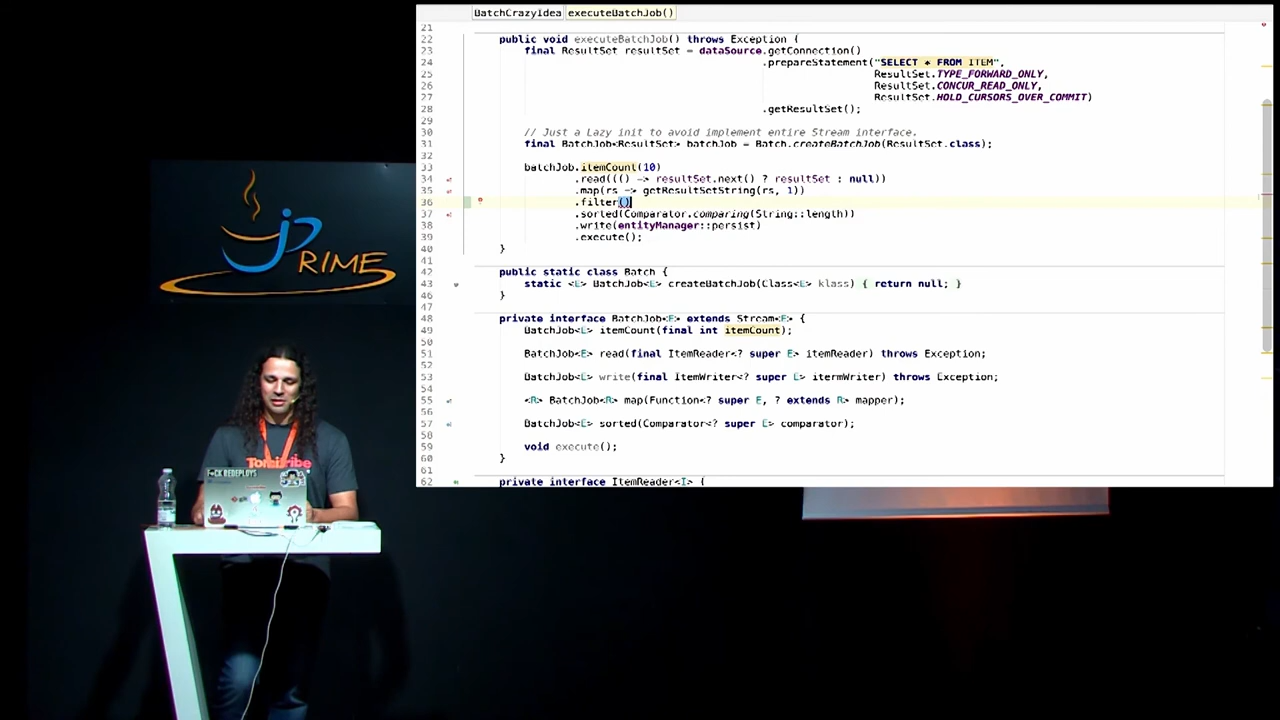 BatchCrazyIdea executeBatchJob()
21
22 public void executeBatchJob() throws Exception {
23 final ResultSet resultSet = dataSource.getConnection()
24 .prepareStatement("SELECT * FROM ITEM",
25 ResultSet.TYPE_FORWARD_ONLY,
26 ResultSet.CONCUR_READ_ONLY,
27 ResultSet.HOLD_CURSORS_OVER_COMMIT)
28 .getResultSet();
29
30 // Just a Lazy init to avoid implement entire Stream interface.
31 final BatchJob<ResultSet> batchJob = Batch.createBatchJob(ResultSet.class);
32
33 batchJob.itemCount(10)
34 .read((() -> resultSet.next() ? resultSet : null))
35 .map(rs -> getResultSetString(rs, 1))
36 .filter()
37 .sorted(Comparator.comparing(String::length))
38 .write(entityManager::persist)
39 .execute();
40 }
41
42 public static class Batch {
43 static <E> BatchJob<E> createBatchJob(Class<E> klass) { return null; }
46 }
47
48 private interface BatchJob<E> extends Stream<E> {
49 BatchJob<E> itemCount(final int itemCount);
50
51 BatchJob<E> read(final ItemReader<? super E> itemReader) throws Exception;
52
53 BatchJob<E> write(final ItemWriter<? super E> itermWriter) throws Exception;
54
55 <R> BatchJob<R> map(Function<? super E, ? extends R> mapper);
56
57 BatchJob<E> sorted(Comparator<? super E> comparator);
58
59 void execute();
60 }
61
62 private interface ItemReader<I> {
jPRIME
Tomitribe
F*CK REDEPLOYS